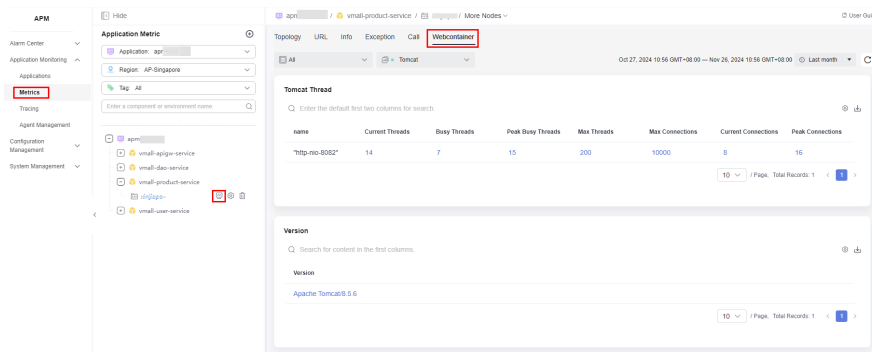 APM
Alarm Center
Application Monitoring
Applications
Metrics
Tracing
Agent Management
Configuration
Management
System Management
Hide
Application Metric
Application: apm
Region: AP-Singapore
Tag: All
Enter a component or environment name.
apm
vmall-apigw-service
vmall-dao-service
vmall-product-service
vmall-user-service
apm / vmall-product-service / / More Nodes
User Gui
Topology URL Info Exception Call Webcontainer
All Tomcat Oct 27, 2024 10:56 GMT+08:00 — Nov 26, 2024 10:56 GMT+08:00 Last month
Tomcat Thread
Enter the default first two columns for search.
name Current Threads Busy Threads Peak Busy Threads Max Threads Max Connections Current Connections Peak Connections
"http-nio-8082" 14 7 15 200 10000 8 16
10 / Page, Total Records: 1 < 1 >
Version
Search for content in the first columns.
Version
Apache Tomcat/8.5.6
10 / Page, Total Records: 1 < 1 >